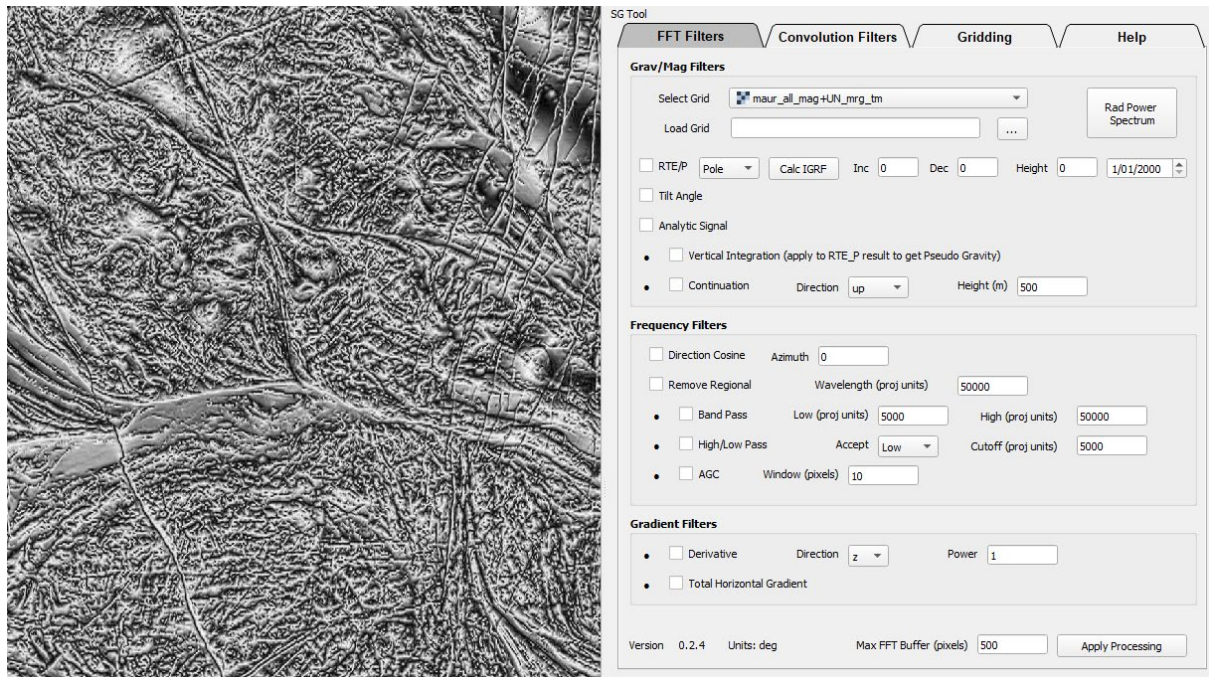 SG Tool
FFT Filters Convolution Filters Gridding Help
Grav/Mag Filters
Select Grid maur_all_mag+UN_mrg_tm
Rad Power
Spectrum
Load Grid ...
RTE/P Pole Calc IGRF Inc 0 Dec 0 Height 0 1/01/2000
Tilt Angle
Analytic Signal
• Vertical Integration (apply to RTE_P result to get Pseudo Gravity)
• Continuation Direction up Height (m) 500
Frequency Filters
Direction Cosine Azimuth 0
Remove Regional Wavelength (proj units) 50000
• Band Pass Low (proj units) 5000 High (proj units) 50000
• High/Low Pass Accept Low Cutoff (proj units) 5000
• AGC Window (pixels) 10
Gradient Filters
• Derivative Direction z Power 1
• Total Horizontal Gradient
Version 0.2.4 Units: deg Max FFT Buffer (pixels) 500 Apply Processing